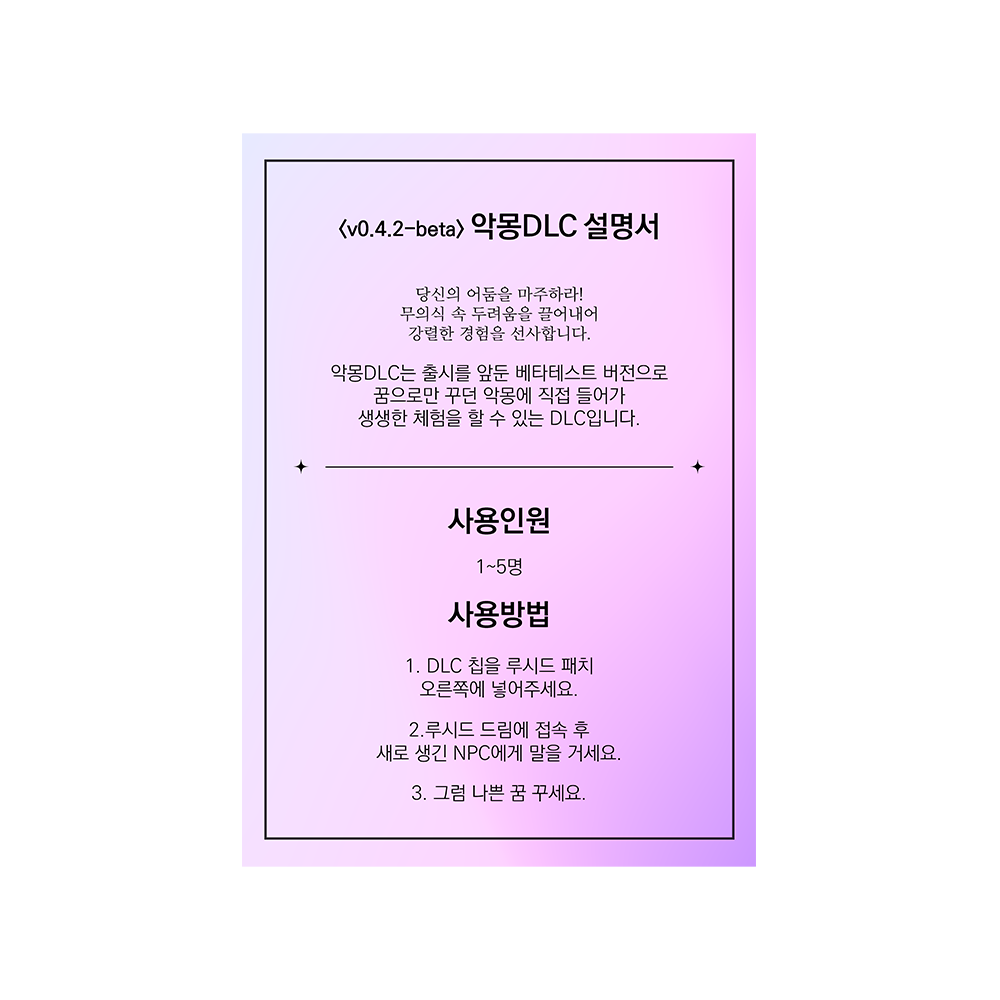 <v0.4.2-beta> 악몽DLC 설명서
당신의 어둠을 마주하라!
무의식 속 두려움을 끌어내어
강렬한 경험을 선사합니다.
악몽DLC는 출시를 앞둔 베타테스트 버전으로
꿈으로만 꾸던 악몽에 직접 들어가
생생한 체험을 할 수 있는 DLC입니다.
사용인원
1~5명
사용방법
1. DLC 칩을 루시드 패치
오른쪽에 넣어주세요.
2.루시드 드림에 접속 후
새로 생긴 NPC에게 말을 거세요.
3. 그럼 나쁜 꿈 꾸세요.